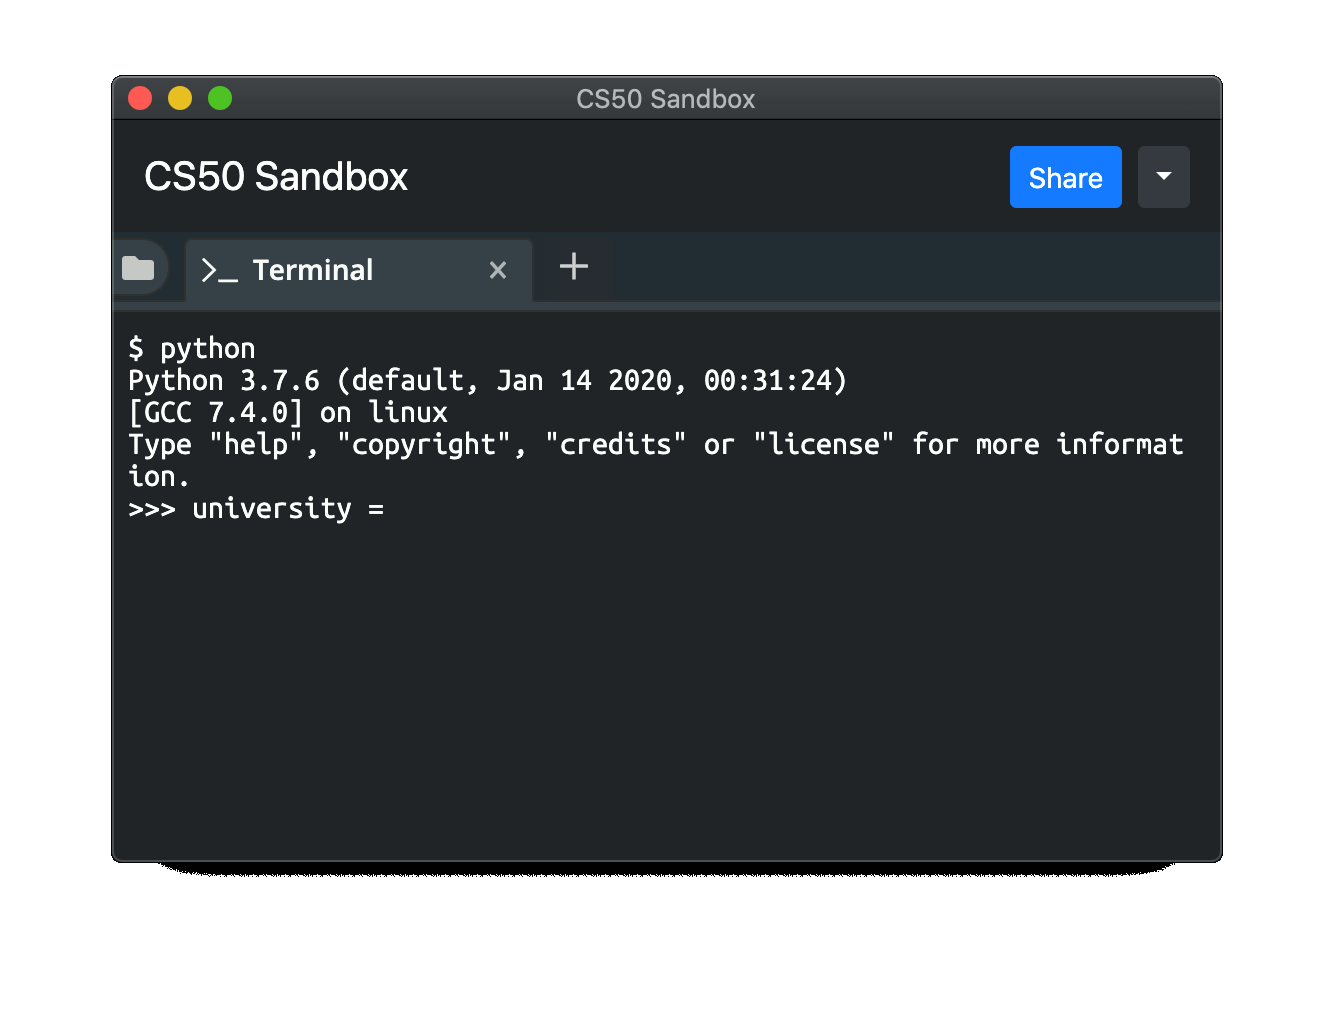 CS50 Sandbox
CS50 Sandbox
Share
>_ Terminal ×
+
$ python
Python 3.7.6 (default, Jan 14 2020, 00:31:24)
[GCC 7.4.0] on linux
Type "help", "copyright", "credits" or "license" for more informat
ion.
>>> university =